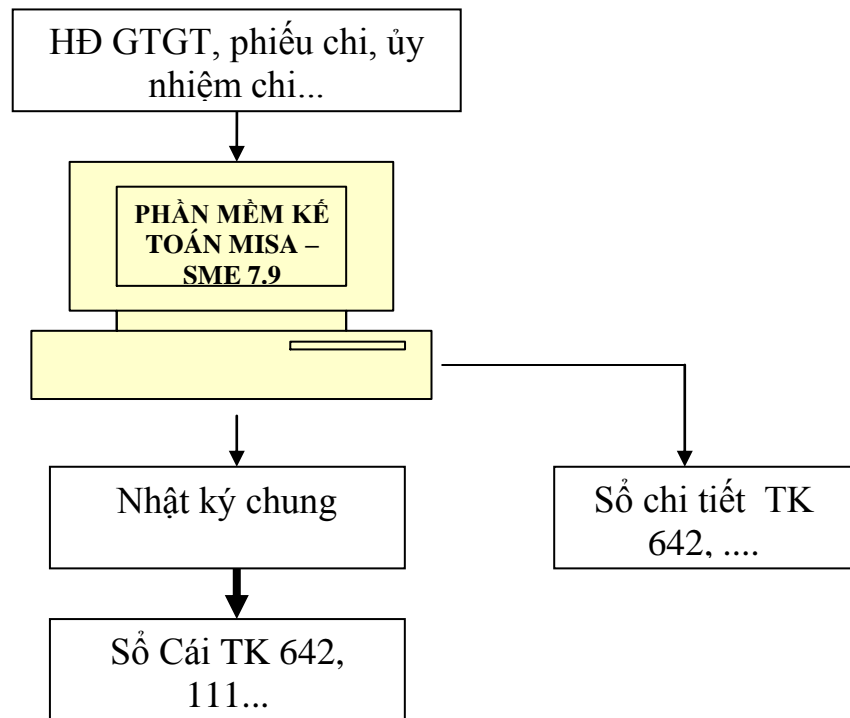 HĐ GTGT, phiếu chi, ủy
nhiệm chi...
PHẦN MỀM KẾ
TOÁN MISA –
SME 7.9
Nhật ký chung
Sổ chi tiết TK
642, ....
Sổ Cái TK 642,
111...